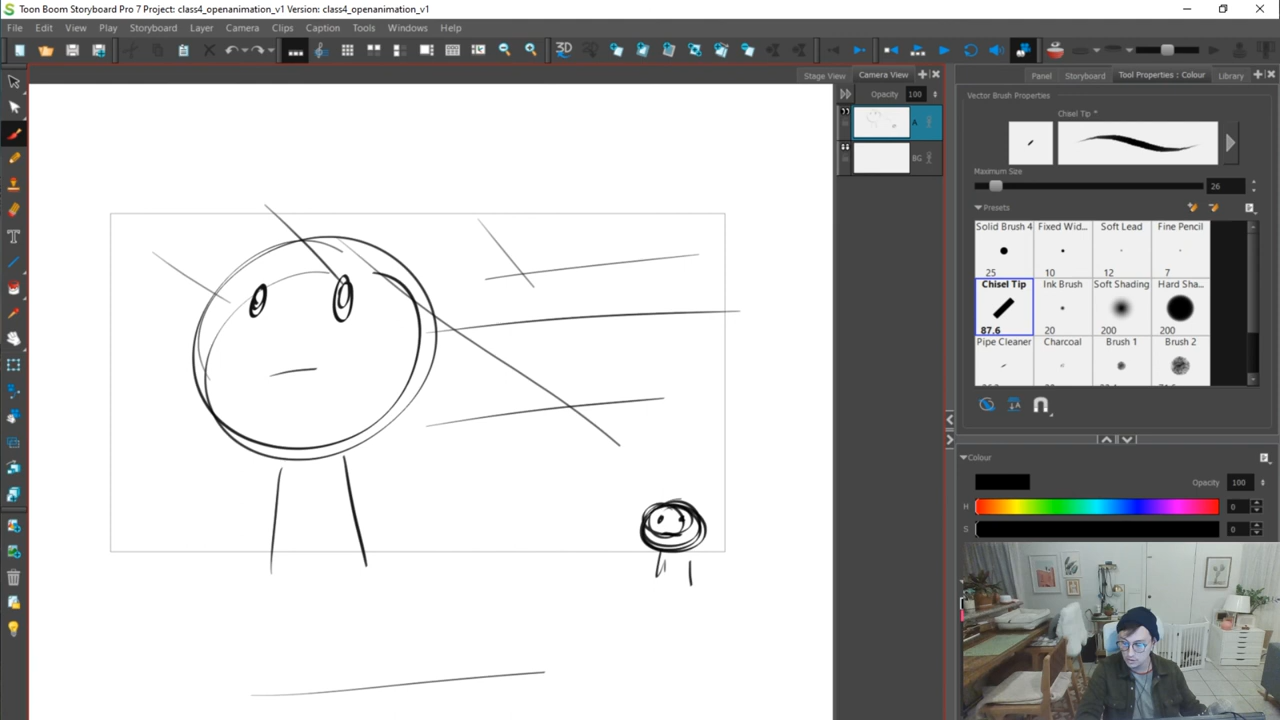 Toon Boom Storyboard Pro 7 Project: class4_openanimation_v1 Version: class4_openanimation_v1
File Edit View Play Storyboard Layer Camera Clips Caption Tools Windows Help
3D
Stage View Camera View
Panel Storyboard Tool Properties : Colour Library
Opacity 100
A
BG
Vector Brush Properties
Chisel Tip *
Maximum Size
26
Presets
Solid Brush 4 Fixed Wid... Soft Lead Fine Pencil
25 10 12 7
Chisel Tip Ink Brush Soft Shading Hard Sha...
87.6 20 200 200
Pipe Cleaner Charcoal Brush 1 Brush 2
Colour
Opacity 100
H 0
S 0